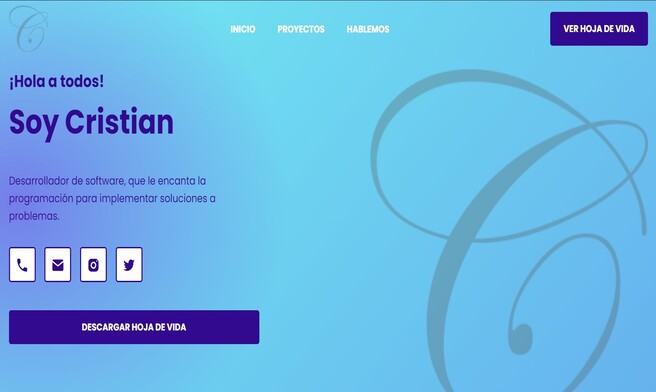 INICIO
PROYECTOS
HABLEMOS
VER HOJA DE VIDA
¡Hola a todos!
Soy Cristian
Desarrollador de software, que le encanta la
programación para implementar soluciones a
problemas.
DESCARGAR HOJA DE VIDA